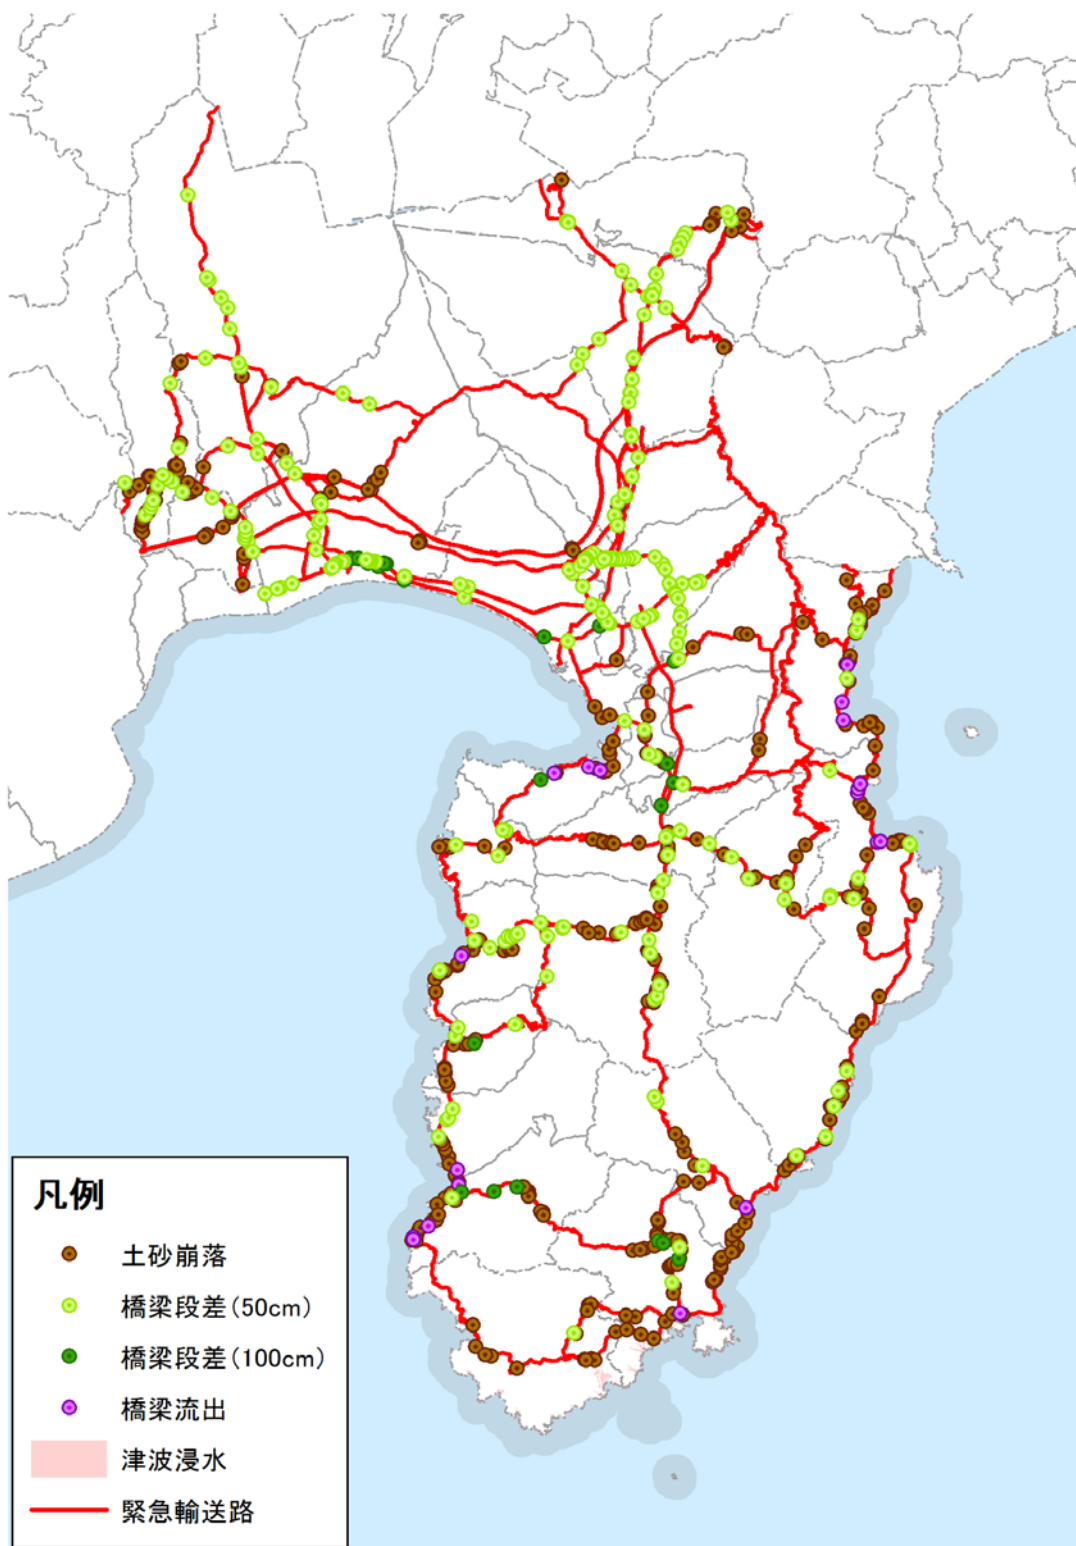 凡例
土砂崩落
橋梁段差(50cm)
橋梁段差(100cm)
橋梁流出
津波浸水
緊急輸送路